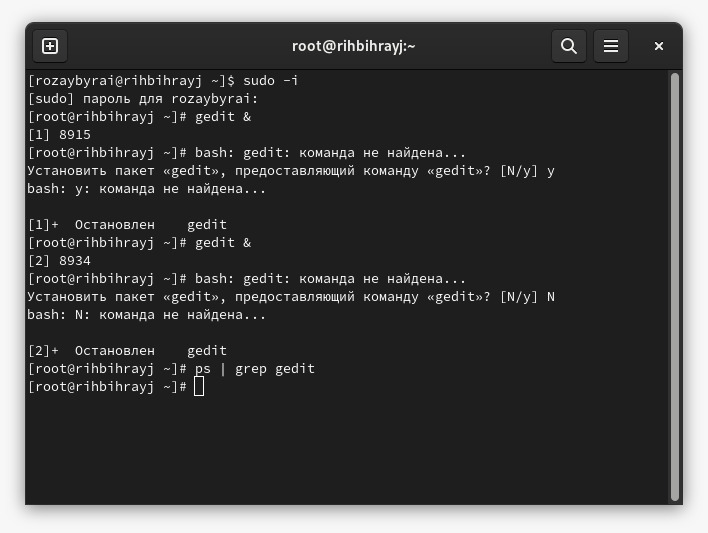 root@rihbihrayj:~
[rozaybyrai@rihbihrayj ~]$ sudo -i
[sudo] пароль для rozaybyrai:
[root@rihbihrayj ~]# gedit &
[1] 8915
[root@rihbihrayj ~]# bash: gedit: команда не найдена...
Установить пакет «gedit», предоставляющий команду «gedit»? [N/y] y
bash: y: команда не найдена...
[1]+  Остановлен    gedit
[root@rihbihrayj ~]# gedit &
[2] 8934
[root@rihbihrayj ~]# bash: gedit: команда не найдена...
Установить пакет «gedit», предоставляющий команду «gedit»? [N/y] N
bash: N: команда не найдена...
[2]+  Остановлен    gedit
[root@rihbihrayj ~]# ps | grep gedit
[root@rihbihrayj ~]#